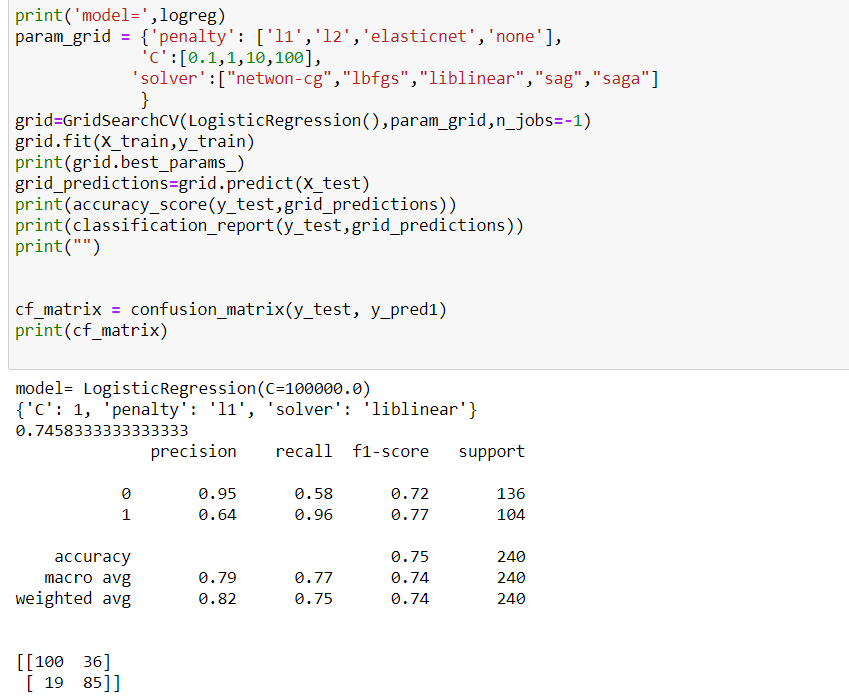 print('model=',logreg)
param_grid = {'penalty': ['l1','l2','elasticnet','none'],
'C':[0.1,1,10,100],
'solver':["netwon-cg","lbfgs","liblinear","sag","saga"]
}
grid=GridSearchCV(LogisticRegression(),param_grid,n_jobs=-1)
grid.fit(X_train,y_train)
print(grid.best_params_)
grid_predictions=grid.predict(X_test)
print(accuracy_score(y_test,grid_predictions))
print(classification_report(y_test,grid_predictions))
print("")
cf_matrix = confusion_matrix(y_test, y_pred1)
print(cf_matrix)
model= LogisticRegression(C=100000.0)
{'C': 1, 'penalty': 'l1', 'solver': 'liblinear'}
0.7458333333333333
precision recall f1-score support
0 0.95 0.58 0.72 136
1 0.64 0.96 0.77 104
accuracy 0.75 240
macro avg 0.79 0.77 0.74 240
weighted avg 0.82 0.75 0.74 240
[[100 36]
[ 19 85]]